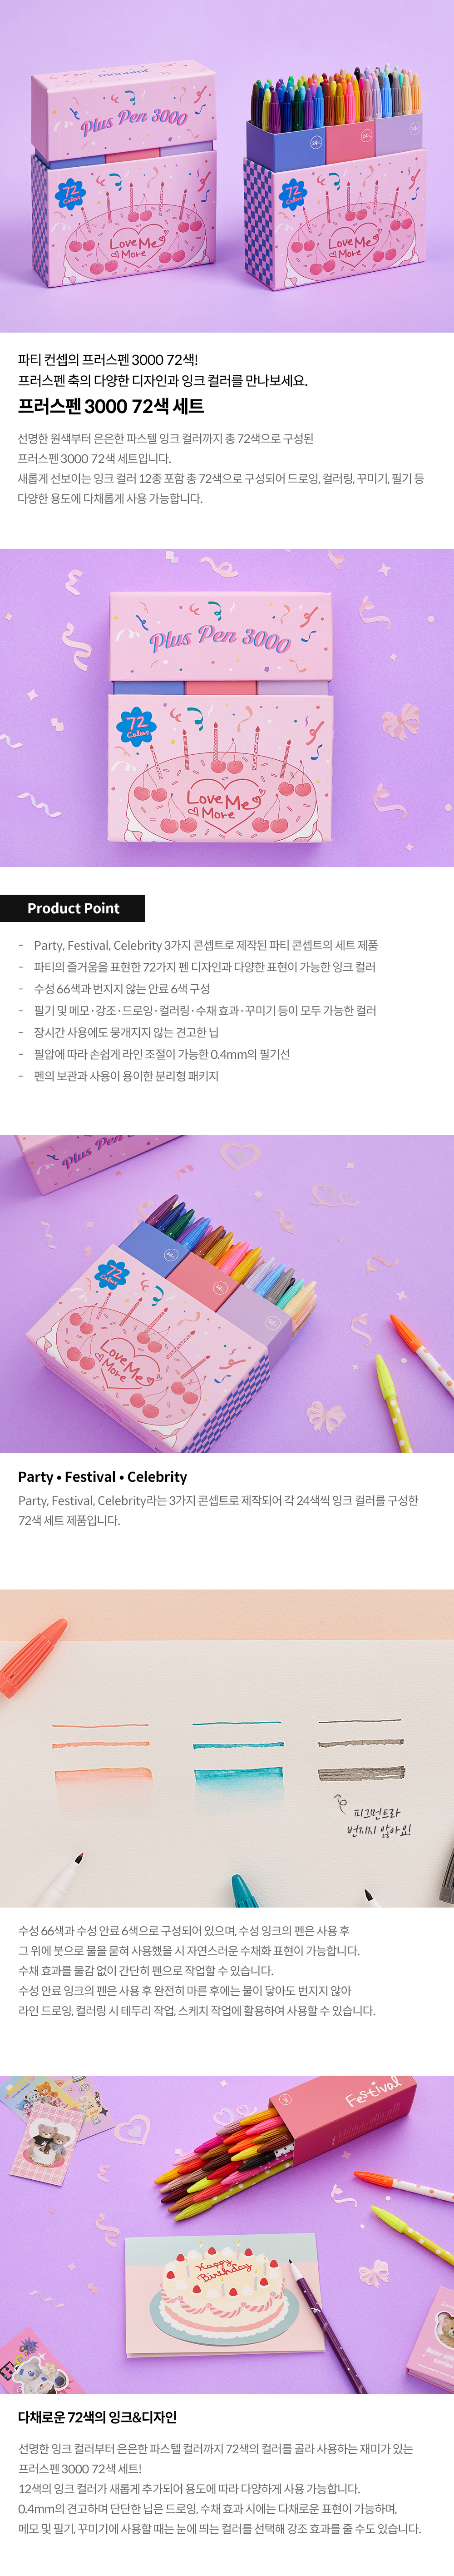 monami
Plus Pen 3000
72
Colors
Love Me
More
72
Colors
Love Me
More
파티 컨셉의 프러스펜 3000 72색!
프러스펜 축의 다양한 디자인과 잉크 컬러를 만나보세요.
프러스펜 3000 72색 세트
선명한 원색부터 은은한 파스텔 잉크 컬러까지 총 72색으로 구성된
프러스펜 3000 72색 세트입니다.
새롭게 선보이는 잉크 컬러 12종 포함 총 72색으로 구성되어 드로잉, 컬러링, 꾸미기, 필기 등
다양한 용도에 다채롭게 사용 가능합니다.
Plus Pen 3000
72
Colors
Love Me
More
Product Point
- Party, Festival, Celebrity 3가지 콘셉트로 제작된 파티 콘셉트의 세트 제품
- 파티의 즐거움을 표현한 72가지 펜 디자인과 다양한 표현이 가능한 잉크 컬러
- 수성 66색과 번지지 않는 안료 6색 구성
- 필기 및 메모 · 강조 · 드로잉 · 컬러링 · 수채 효과 · 꾸미기 등이 모두 가능한 컬러
- 장시간 사용에도 뭉개지지 않는 견고한 닙
- 필압에 따라 손쉽게 라인 조절이 가능한 0.4mm의 필기선
- 펜의 보관과 사용이 용이한 분리형 패키지
Plus Pen 3000
72
Colors
Love Me
More
Party • Festival • Celebrity
Party, Festival, Celebrity라는 3가지 콘셉트로 제작되어 각 24색씩 잉크 컬러를 구성한
72색 세트 제품입니다.
피그먼트라
번지지 않아요!
수성 66색과 수성 안료 6색으로 구성되어 있으며, 수성 잉크의 펜은 사용 후
그 위에 붓으로 물을 묻혀 사용했을 시 자연스러운 수채화 표현이 가능합니다.
수채 효과를 물감 없이 간단히 펜으로 작업할 수 있습니다.
수성 안료 잉크의 펜은 사용 후 완전히 마른 후에는 물이 닿아도 번지지 않아
라인 드로잉, 컬러링 시 테두리 작업, 스케치 작업에 활용하여 사용할 수 있습니다.
Festival
Happy
Birthday
다채로운 72색의 잉크&디자인
선명한 잉크 컬러부터 은은한 파스텔 컬러까지 72색의 컬러를 골라 사용하는 재미가 있는
프러스펜 3000 72색 세트!
12색의 잉크 컬러가 새롭게 추가되어 용도에 따라 다양하게 사용 가능합니다.
0.4mm의 견고하며 단단한 닙은 드로잉, 수채 효과 시에는 다채로운 표현이 가능하며,
메모 및 필기, 꾸미기에 사용할 때는 눈에 띄는 컬러를 선택해 강조 효과를 줄 수도 있습니다.